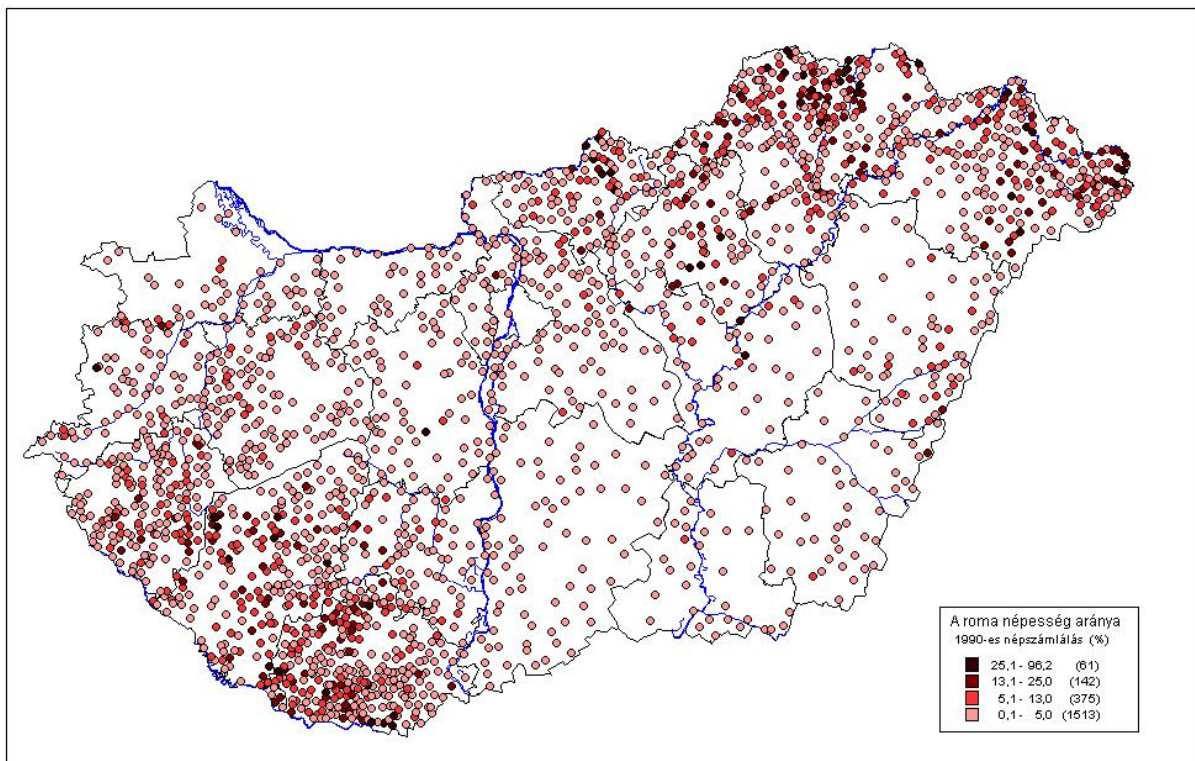 A roma népesség aránya
1990-es népszámlálás (%)
25,1 - 96,2 (61)
13,1 - 25,0 (142)
5,1 - 13,0 (375)
0,1 - 5,0 (1513)